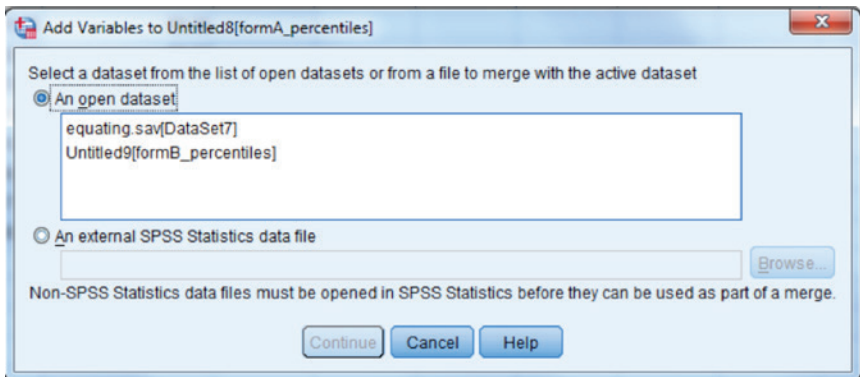 Add Variables to Untitled8[formA_percentiles]
Select a dataset from the list of open datasets or from a file to merge with the active dataset
An open dataset
equating.sav[DataSet7]
Untitled9[formB_percentiles]
An external SPSS Statistics data file
Browse...
Non-SPSS Statistics data files must be opened in SPSS Statistics before they can be used as part of a merge.
Continue Cancel Help